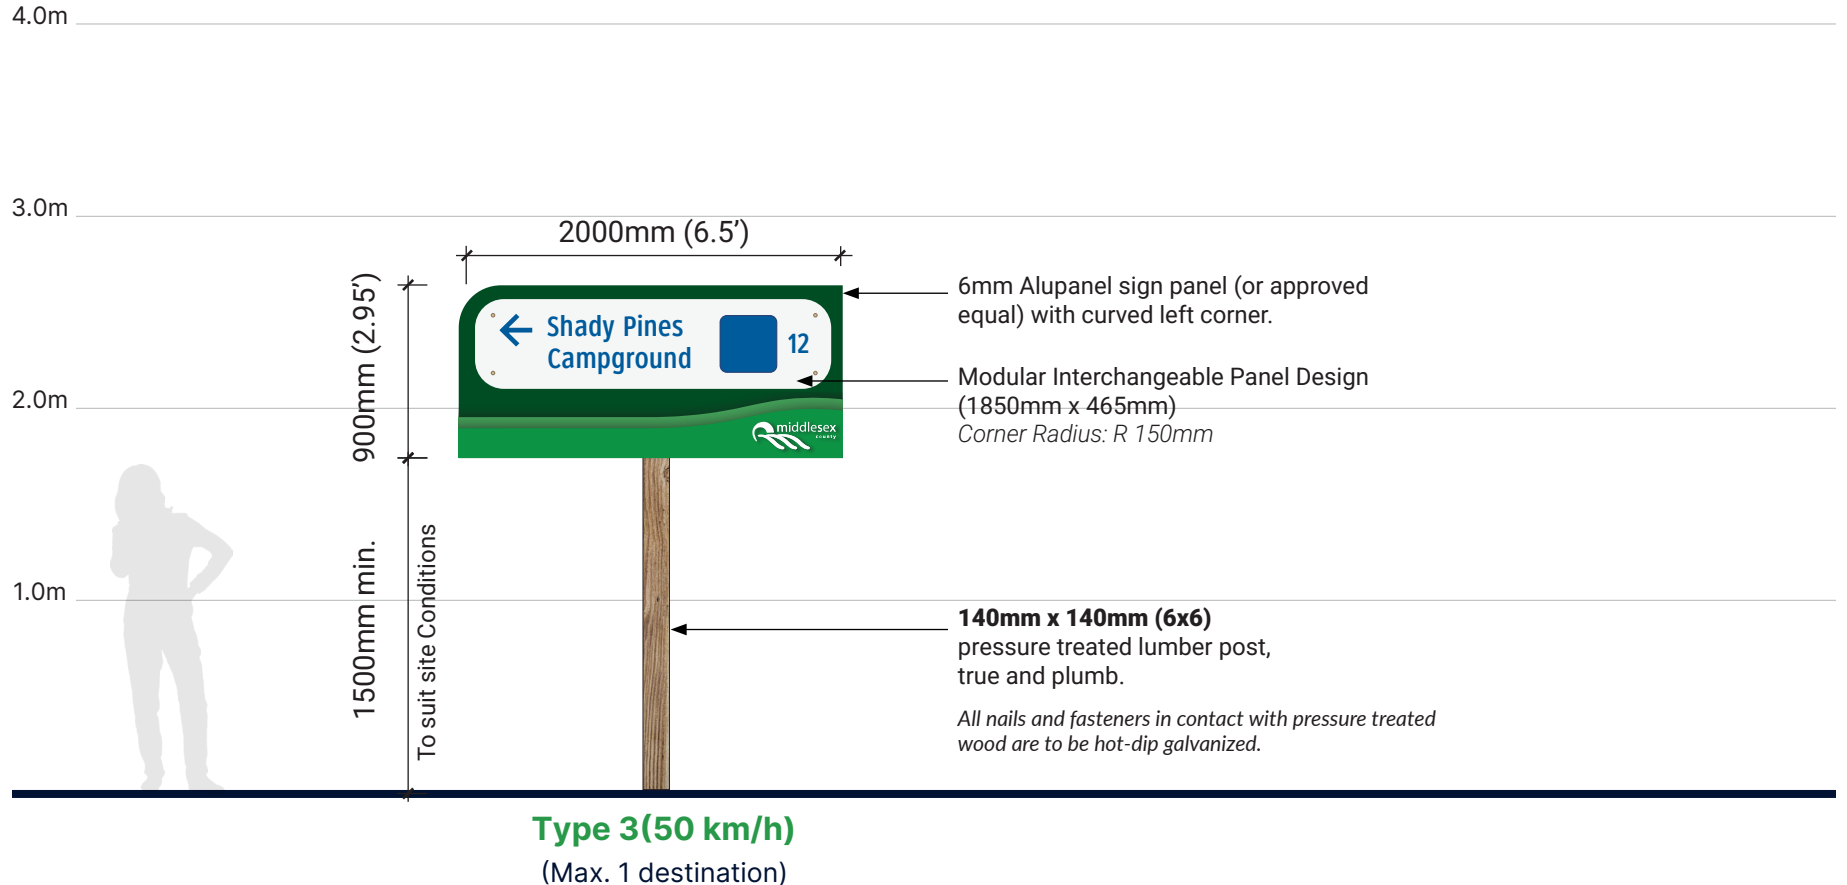 4.0m
3.0m
2.0m
1.0m
2000mm (6.5’)
900mm (2.95’)
1500mm min.
To suit site Conditions
Shady Pines
Campground
12
middlesex
county
6mm Alupanel sign panel (or approved
equal) with curved left corner.
Modular Interchangeable Panel Design
(1850mm x 465mm)
Corner Radius: R 150mm
140mm x 140mm (6x6)
pressure treated lumber post,
true and plumb.
All nails and fasteners in contact with pressure treated
wood are to be hot-dip galvanized.
Type 3(50 km/h)
(Max. 1 destination)